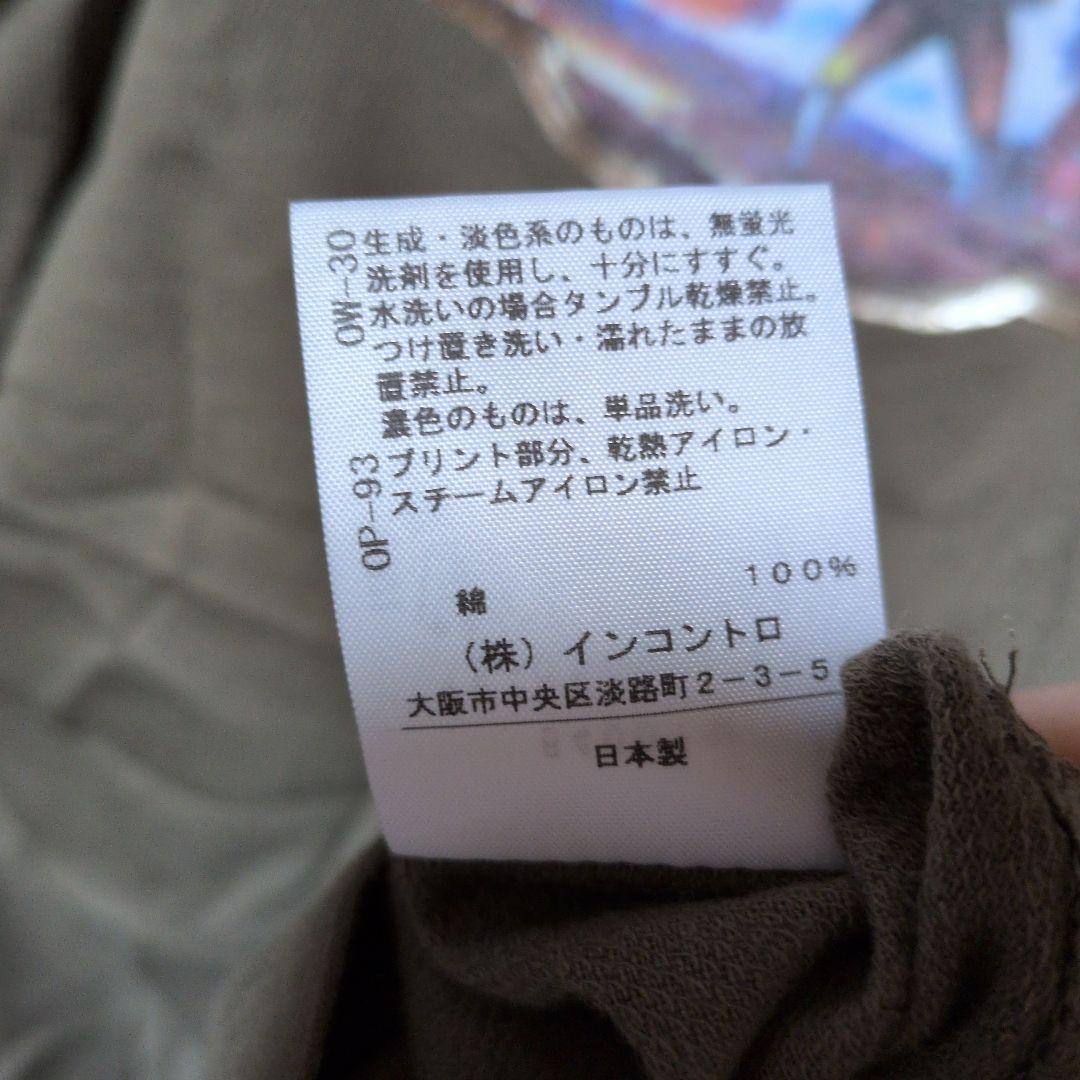 OW-30
生成・淡色系のものは、無蛍光
洗剤を使用し、十分にすすぐ。
水洗いの場合タンブル乾燥禁止。
つけ置き洗い・濡れたままの放
置禁止。
濃色のものは、単品洗い。
OP-93
プリント部分、乾熱アイロン・
スチームアイロン禁止
綿 100%
(株)インコントロ
大阪市中央区淡路町2-3-5
日本製